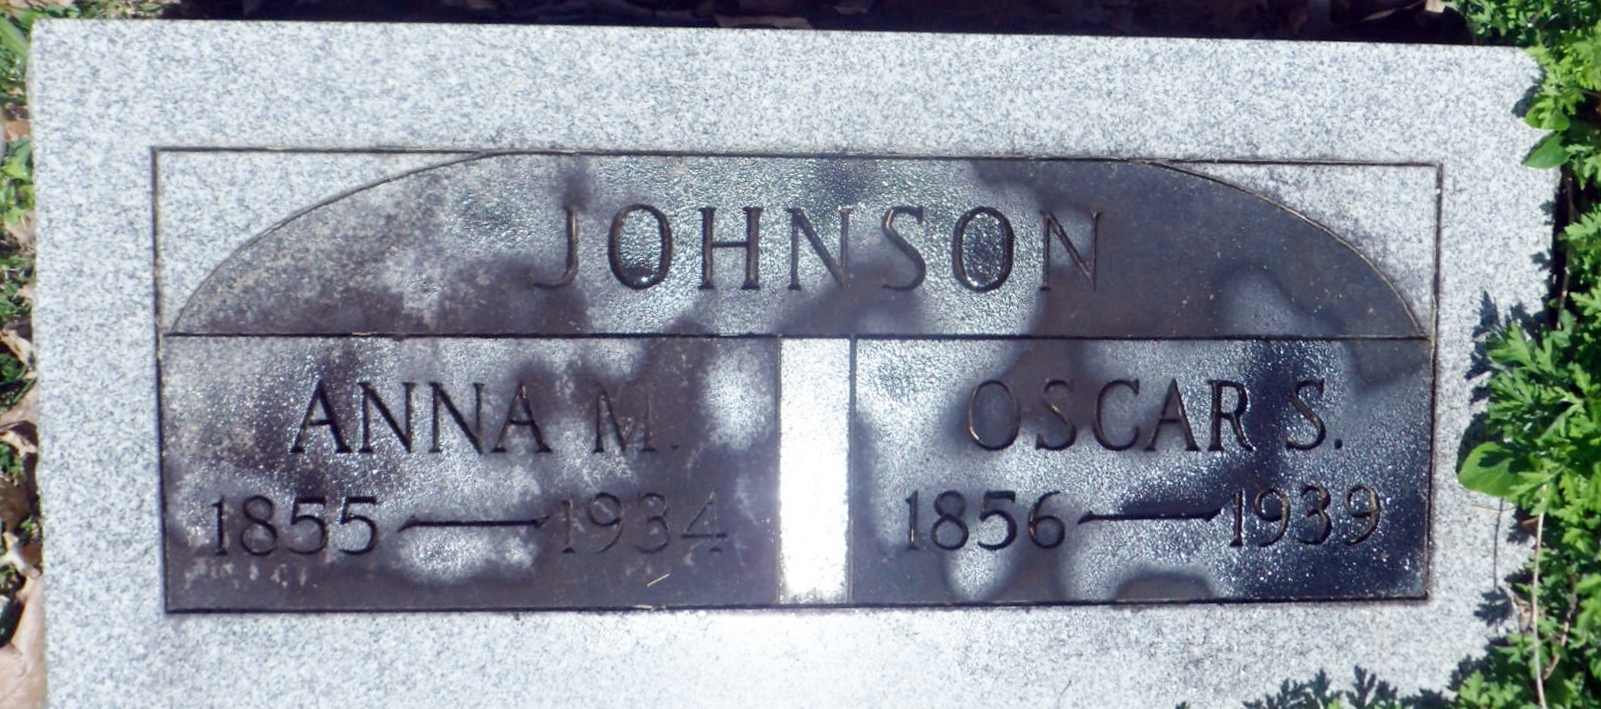 JOHNSON
ANNA M.
1855—1934
OSCAR S.
1856—1939